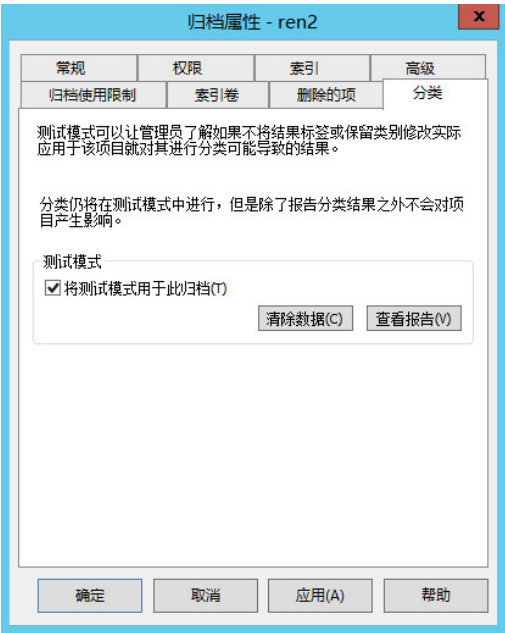 归档属性 - ren2
x
常规
权限
索引
高级
归档使用限制
索引卷
删除的项
分类
测试模式可以让管理员了解如果不将结果标签或保留类别修改实际
应用于该项目就对其进行分类可能导致的结果。
分类仍将在测试模式中进行，但是除了报告分类结果之外不会对项
目产生影响。
测试模式
将测试模式用于此归档(T)
清除数据(C)
查看报告(V)
确定
取消
应用(A)
帮助